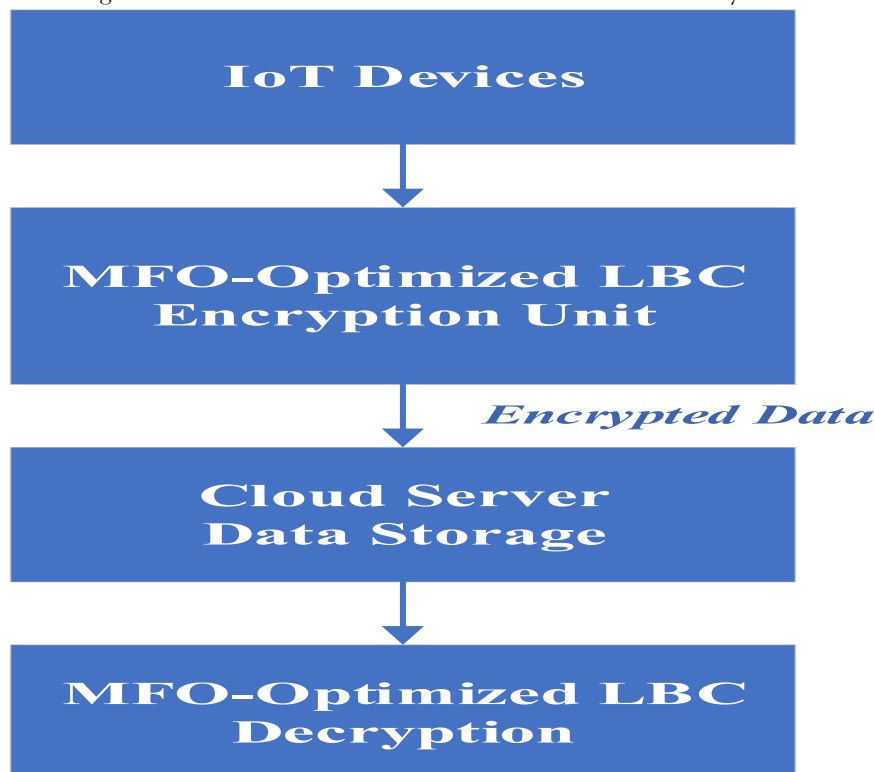 IoT Devices
MFO-Optimized LBC
Encryption Unit
Encrypted Data
Cloud Server
Data Storage
MFO-Optimized LBC
Decryption